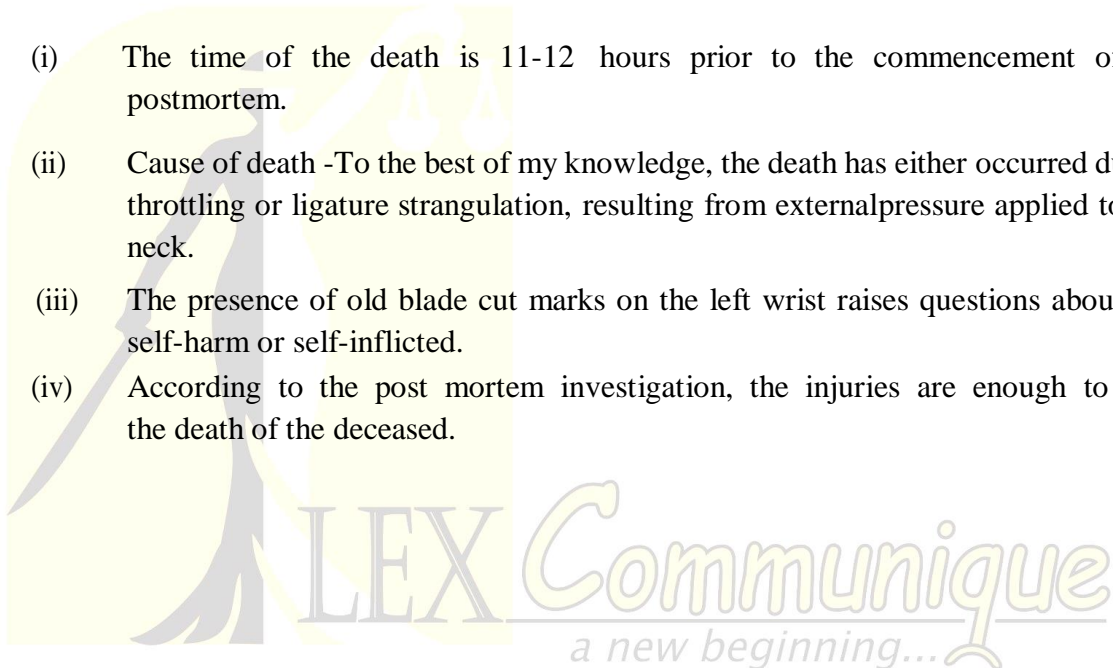 (i) The time of the death is 11-12 hours prior to the commencement
postmortem.
(ii) Cause of death -To the best of my knowledge, the death has either occurred
throttling or ligature strangulation, resulting from externalpressure applied
neck.
(iii) The presence of old blade cut marks on the left wrist raises questions
self-harm or self-inflicted.
(iv) According to the post mortem investigation, the injuries are enough to
the death of the deceased.
LEX Communique
a new beginning...